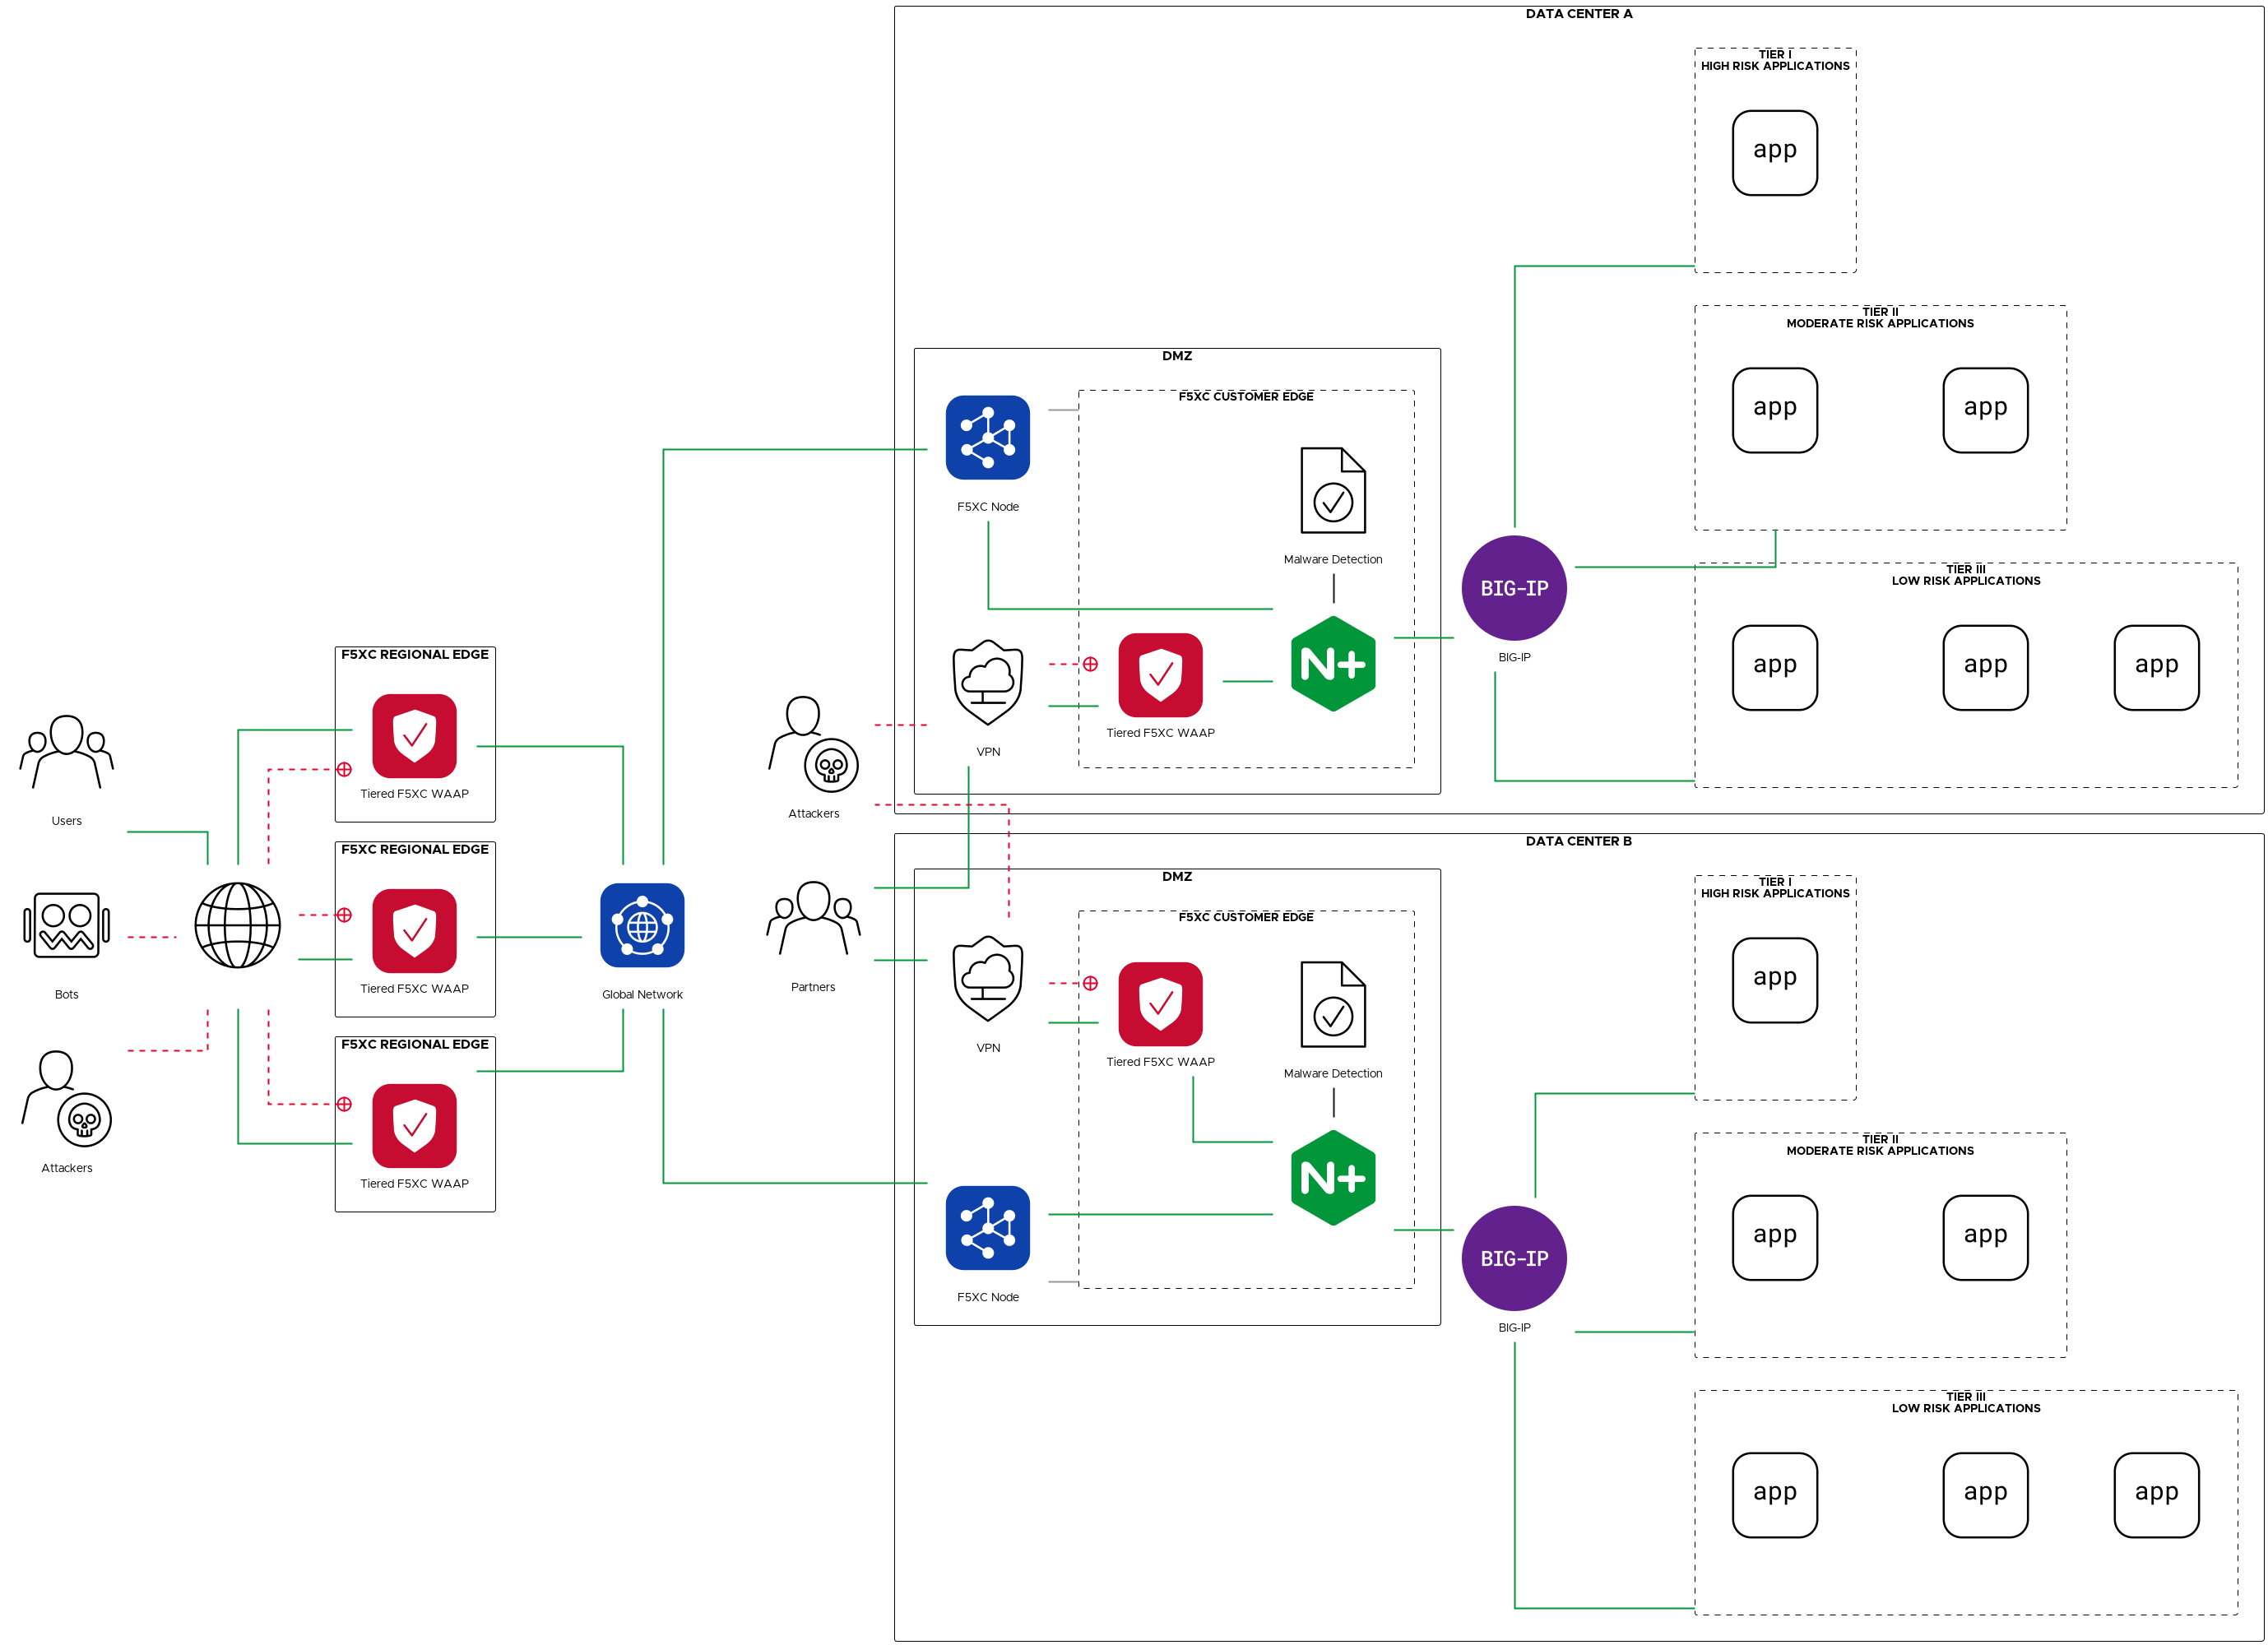 DATA CENTER A
TIER I
HIGH RISK APPLICATIONS
app
TIER II
MODERATE RISK APPLICATIONS
app
app
TIER III
LOW RISK APPLICATIONS
app
app
app
DMZ
F5XC CUSTOMER EDGE
F5XC Node
Malware Detection
N+
VPN
Tiered F5XC WAAP
BIG-IP
BIG-IP
F5XC REGIONAL EDGE
Tiered F5XC WAAP
F5XC REGIONAL EDGE
Tiered F5XC WAAP
F5XC REGIONAL EDGE
Tiered F5XC WAAP
Users
Bots
Attackers
Global Network
Attackers
Partners
DATA CENTER B
DMZ
F5XC CUSTOMER EDGE
VPN
Tiered F5XC WAAP
Malware Detection
N+
F5XC Node
BIG-IP
BIG-IP
TIER I
HIGH RISK APPLICATIONS
app
TIER II
MODERATE RISK APPLICATIONS
app
app
TIER III
LOW RISK APPLICATIONS
app
app
app